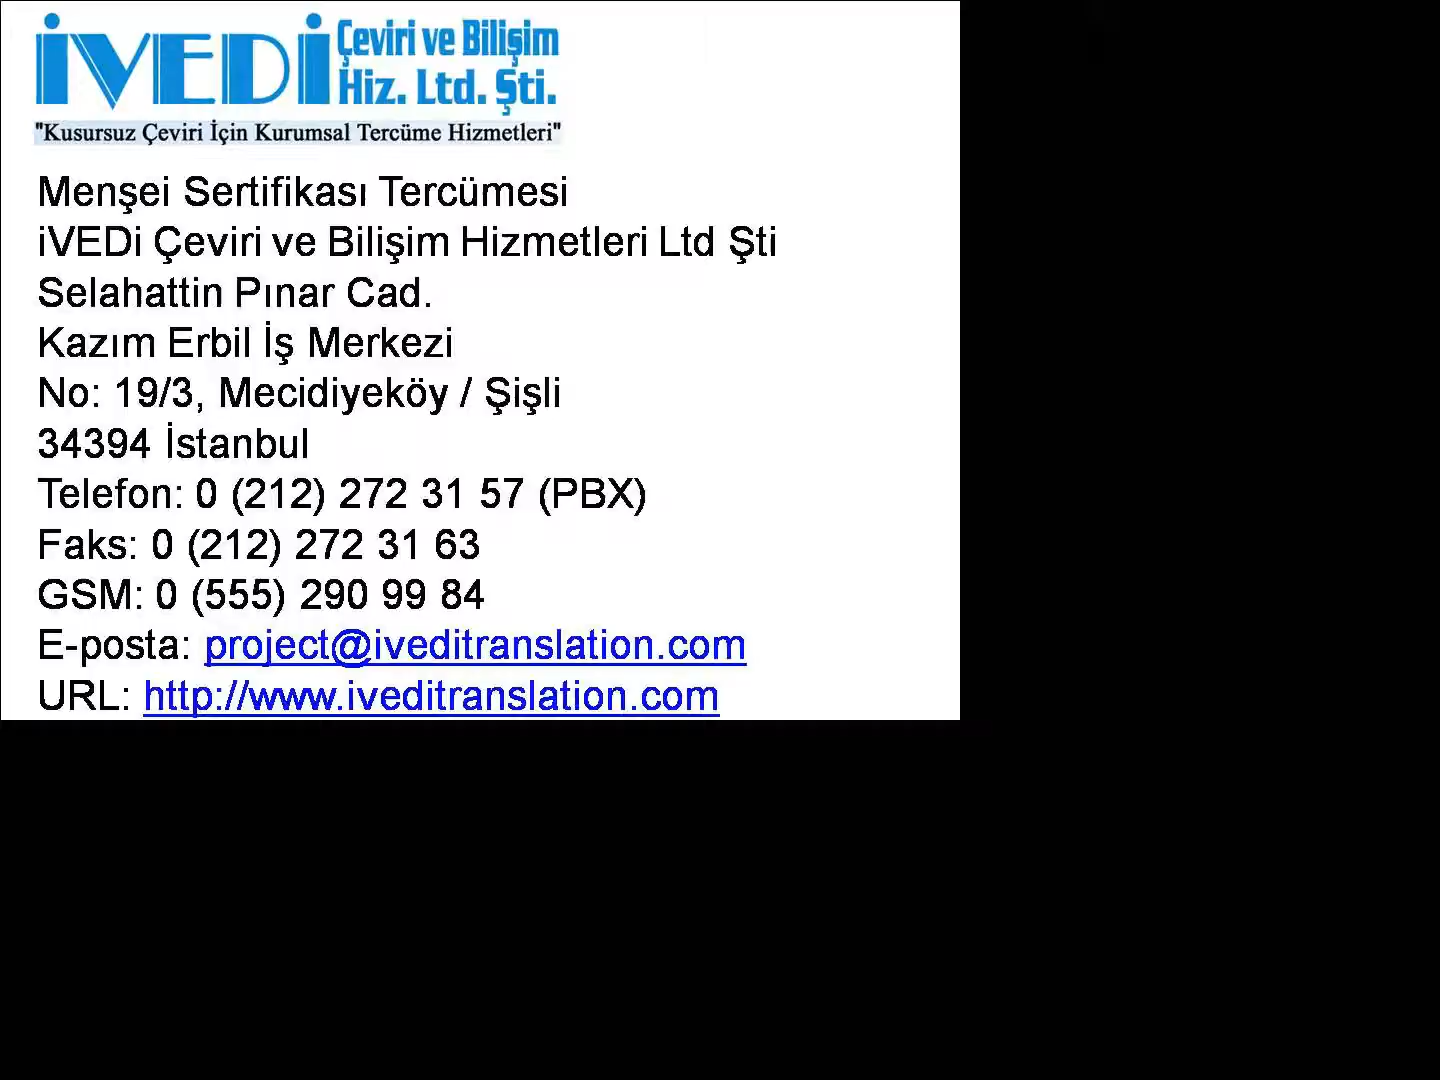 İVEDİ Çeviri ve Bilişim
Hiz. Ltd. Şti.
"Kusursuz Çeviri İçin Kurumsal Tercüme Hizmetleri"
Menşei Sertifikası Tercümesi
iVEDi Çeviri ve Bilişim Hizmetleri Ltd Şti
Selahattin Pınar Cad.
Kazım Erbil İş Merkezi
No: 19/3, Mecidiyeköy / Şişli
34394 İstanbul
Telefon: 0 (212) 272 31 57 (PBX)
Faks: 0 (212) 272 31 63
GSM: 0 (555) 290 99 84
E-posta: project@iveditranslation.com
URL: http://www.iveditranslation.com